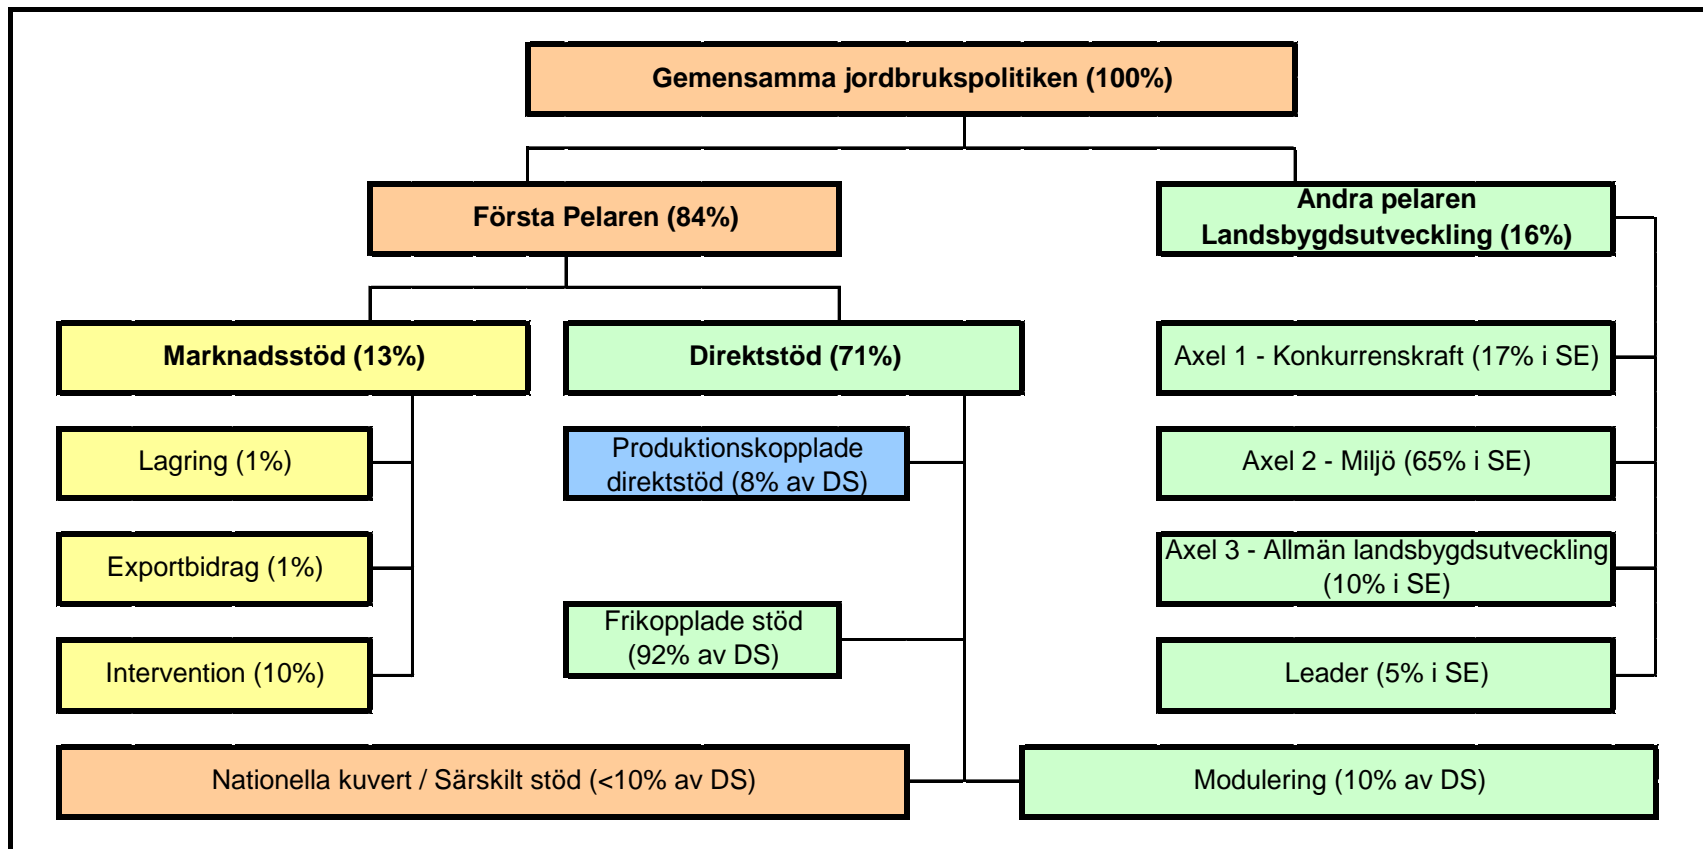 Gemensamma jordbrukspolitiken (100%)
Första Pelaren (84%)
Andra pelaren
Landsbygdsutveckling (16%)
Marknadsstöd (13%)
Direktstöd (71%)
Axel 1 - Konkurrenskraft (17% i SE)
Lagring (1%)
Produktionskopplade
direktstöd (8% av DS)
Axel 2 - Miljö (65% i SE)
Exportbidrag (1%)
Axel 3 - Allmän landsbygdsutveckling
(10% i SE)
Frikopplade stöd
(92% av DS)
Intervention (10%)
Leader (5% i SE)
Nationella kuvert / Särskilt stöd (<10% av DS)
Modulering (10% av DS)